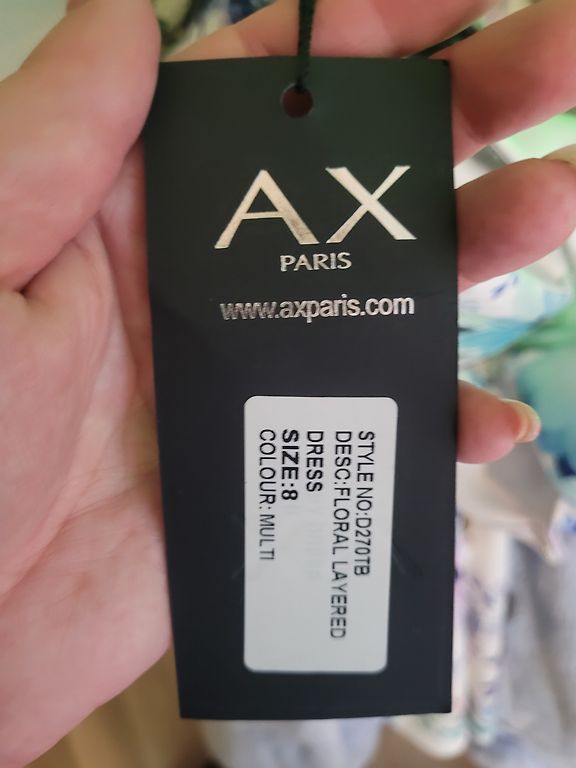 AX
PARIS
www.axparis.com
STYLE NO:D270TB
DESC:FLORAL LAYERED
DRESS
SIZE:8
COLOUR: MULTI